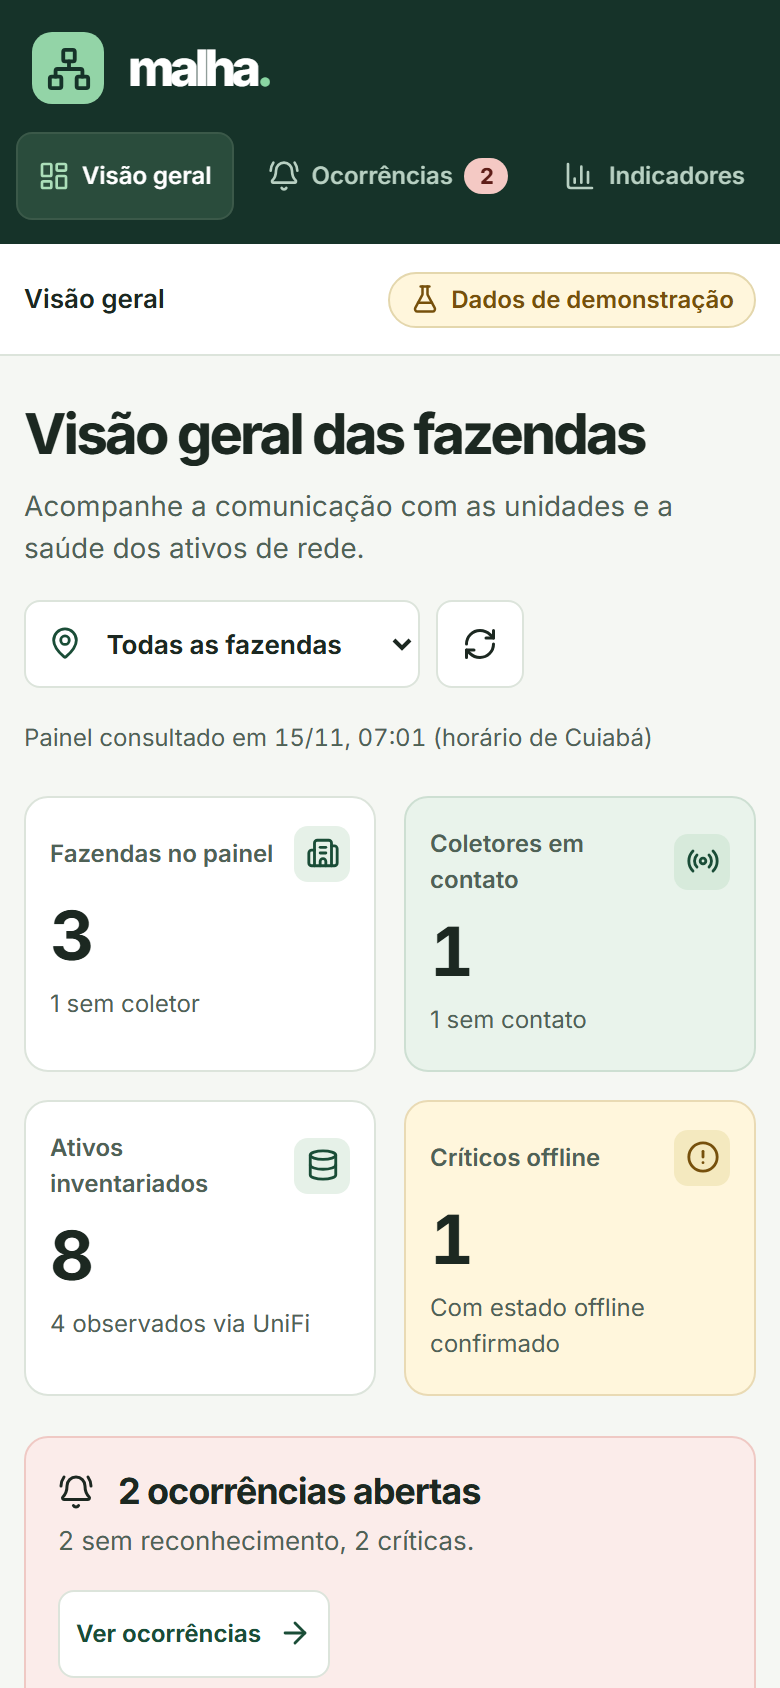 malha.
Visão geral
Ocorrências 2
Indicadores
Visão geral
Dados de demonstração
Visão geral das fazendas
Acompanhe a comunicação com as unidades e a
saúde dos ativos de rede.
Todas as fazendas
Painel consultado em 15/11, 07:01 (horário de Cuiabá)
Fazendas no painel
3
1 sem coletor
Coletores em
contato
1
1 sem contato
Ativos
inventariados
8
4 observados via UniFi
Críticos offline
1
Com estado offline
confirmado
2 ocorrências abertas
2 sem reconhecimento, 2 críticas.
Ver ocorrências